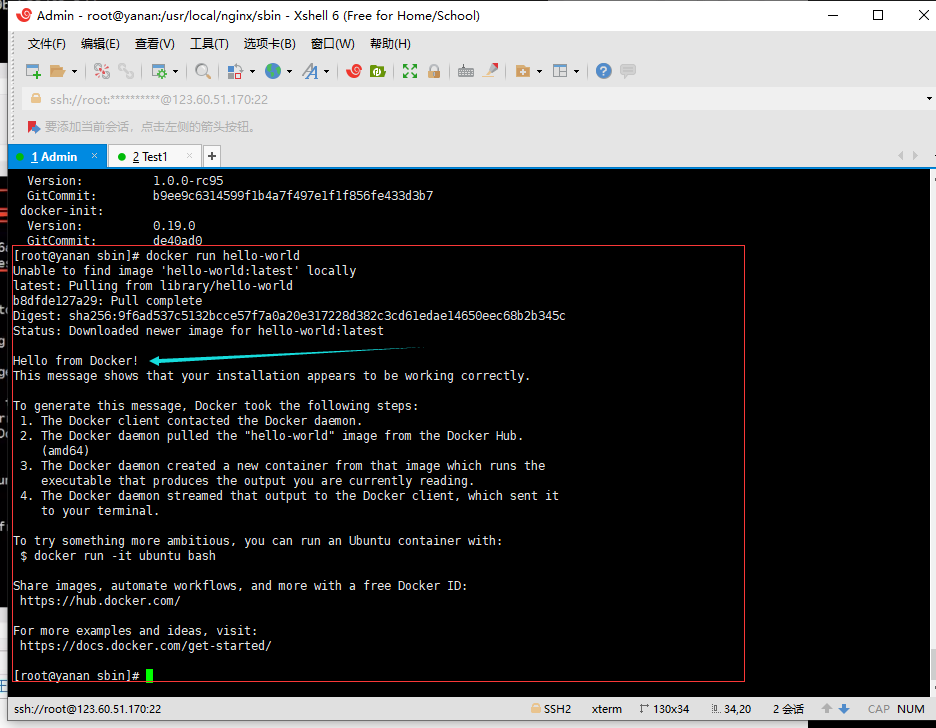 Admin - root@yanan:/usr/local/nginx/sbin - Xshell 6 (Free for Home/School)
文件(F) 编辑(E) 查看(V) 工具(T) 选项卡(B) 窗口(W) 帮助(H)
ssh://root:**********@123.60.51.170:22
要添加当前会话，点击左侧的箭头按钮。
1 Admin × 2 Test1 × +
Version: 1.0.0-rc95
GitCommit: b9ee9c6314599f1b4a7f497e1f1f856fe433d3b7
docker-init:
Version: 0.19.0
GitCommit: de40ad0
[root@yanan sbin]# docker run hello-world
Unable to find image 'hello-world:latest' locally
latest: Pulling from library/hello-world
b8dfde127a29: Pull complete
Digest: sha256:9f6ad537c5132bcce57f7a0a20e317228d382c3cd61edae14650eec68b2b345c
Status: Downloaded newer image for hello-world:latest
Hello from Docker!
This message shows that your installation appears to be working correctly.
To generate this message, Docker took the following steps:
1. The Docker client contacted the Docker daemon.
2. The Docker daemon pulled the "hello-world" image from the Docker Hub.
(amd64)
3. The Docker daemon created a new container from that image which runs the
executable that produces the output you are currently reading.
4. The Docker daemon streamed that output to the Docker client, which sent it
to your terminal.
To try something more ambitious, you can run an Ubuntu container with:
$ docker run -it ubuntu bash
Share images, automate workflows, and more with a free Docker ID:
https://hub.docker.com/
For more examples and ideas, visit:
https://docs.docker.com/get-started/
[root@yanan sbin]#
ssh://root@123.60.51.170:22 SSH2 xterm 130x34 34,20 2 会话 CAP NUM